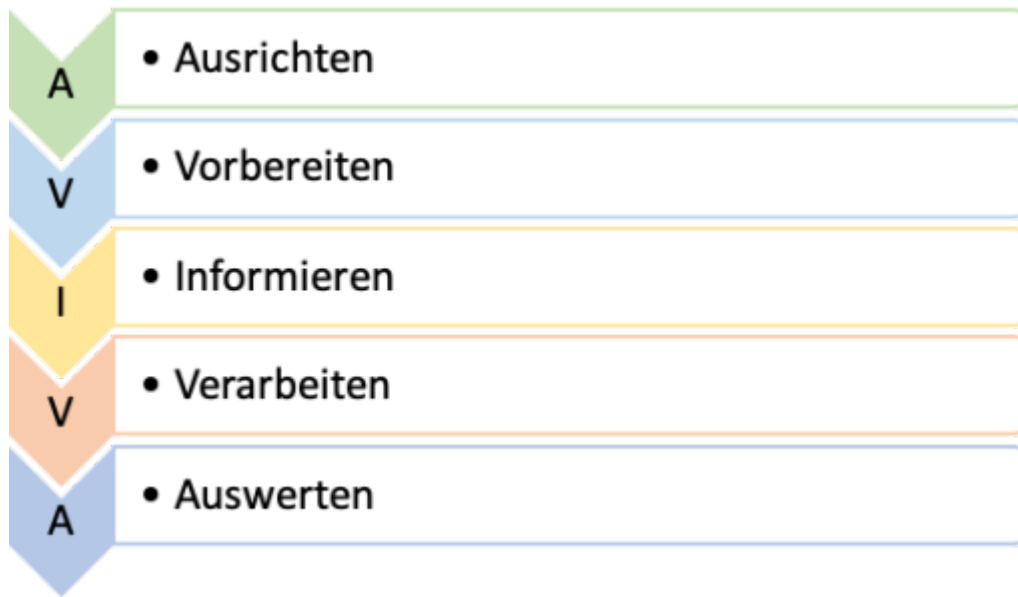 A
• Ausrichten
V
• Vorbereiten
I
• Informieren
V
• Verarbeiten
A
• Auswerten